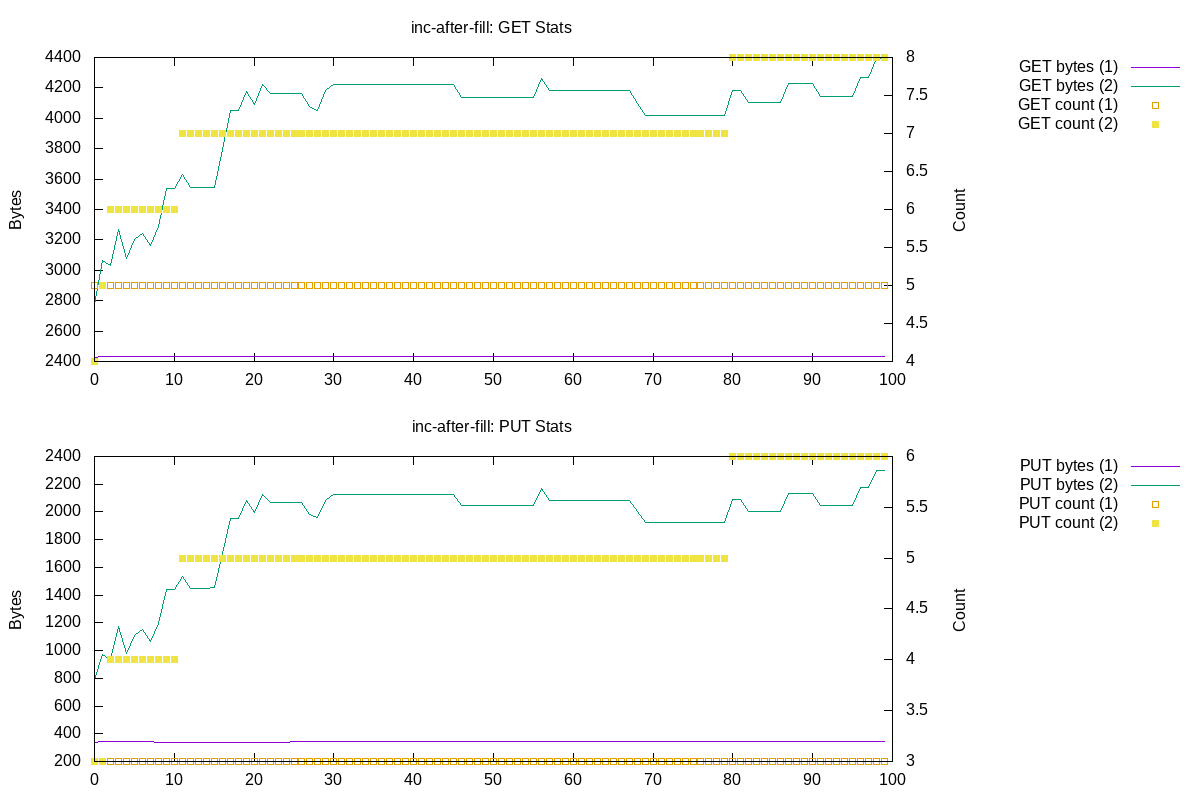 inc-after-fill: GET Stats
4400
4200
4000
3800
3600
3400
3200
3000
2800
2600
2400
Bytes
0 10 20 30 40 50 60 70 80 90 100
8
7.5
7
6.5
6
5.5
5
4.5
4
Count
GET bytes (1)
GET bytes (2)
GET count (1)
GET count (2)
inc-after-fill: PUT Stats
2400
2200
2000
1800
1600
1400
1200
1000
800
600
400
200
Bytes
0 10 20 30 40 50 60 70 80 90 100
6
5.5
5
4.5
4
3.5
3
Count
PUT bytes (1)
PUT bytes (2)
PUT count (1)
PUT count (2)